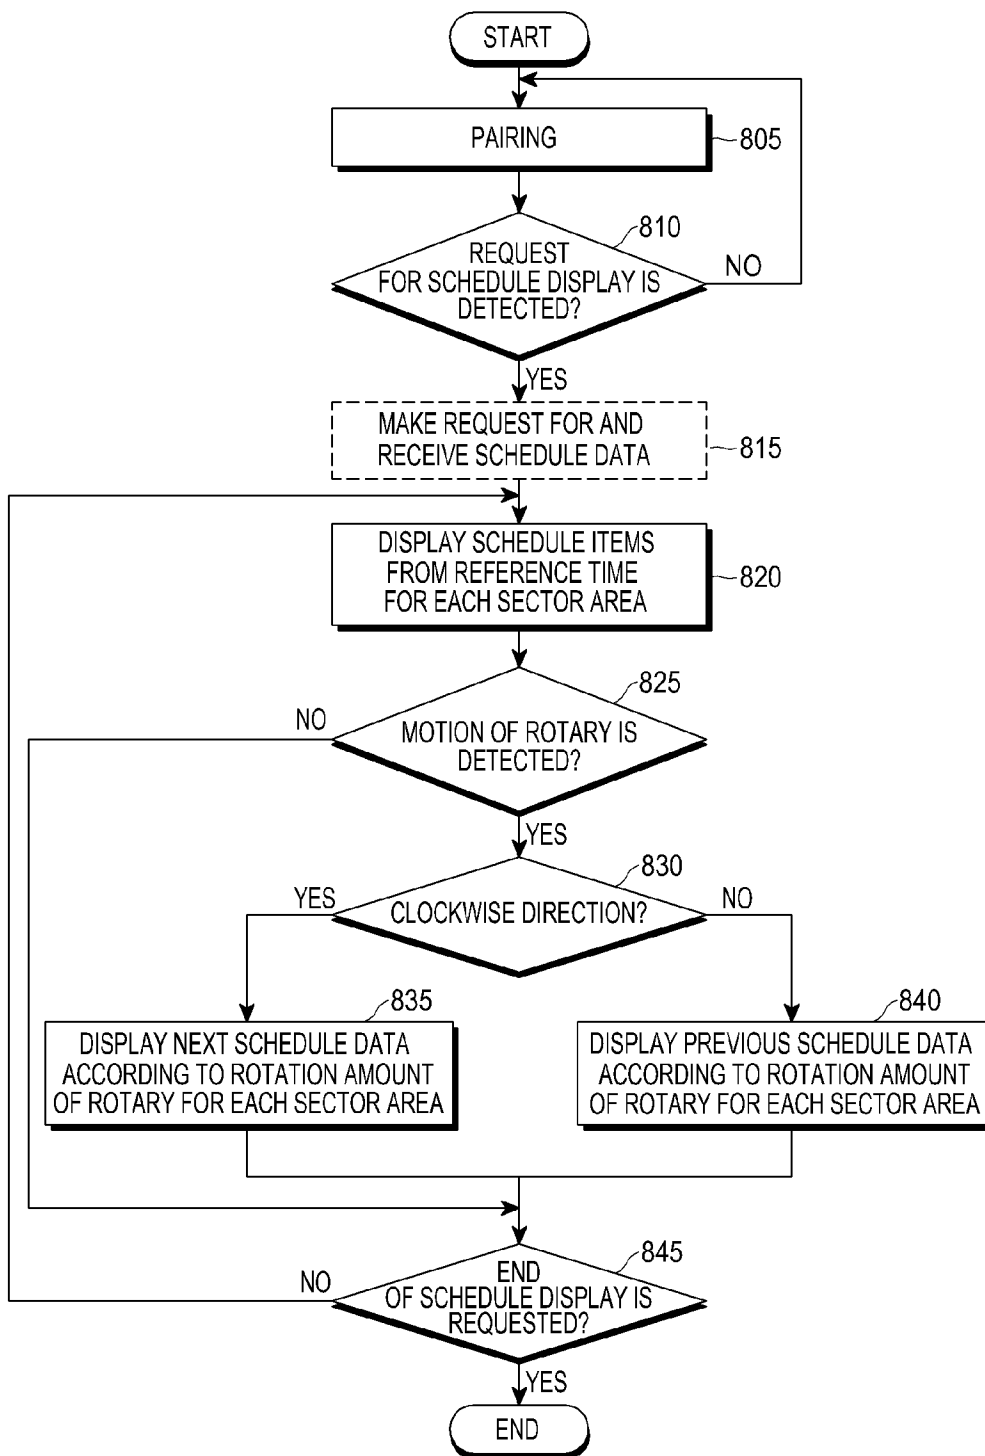 START
PAIRING
805
810
REQUEST
FOR SCHEDULE DISPLAY IS
DETECTED?
NO
YES
MAKE REQUEST FOR AND
RECEIVE SCHEDULE DATA
815
DISPLAY SCHEDULE ITEMS
FROM REFERENCE TIME
FOR EACH SECTOR AREA
820
825
NO
MOTION OF ROTARY IS
DETECTED?
YES
830
YES
CLOCKWISE DIRECTION?
NO
835
DISPLAY NEXT SCHEDULE DATA
ACCORDING TO ROTATION AMOUNT
OF ROTARY FOR EACH SECTOR AREA
840
DISPLAY PREVIOUS SCHEDULE DATA
ACCORDING TO ROTATION AMOUNT
OF ROTARY FOR EACH SECTOR AREA
845
NO
END
OF SCHEDULE DISPLAY IS
REQUESTED?
YES
END